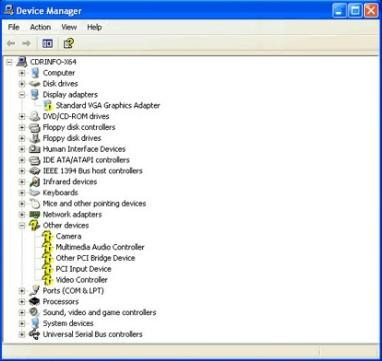 Device Manager
File Action View Help
CDRINFO-X64
Computer
Disk drives
Display adapters
Standard VGA Graphics Adapter
DVD/CD-ROM drives
Floppy disk controllers
Floppy disk drives
Human Interface Devices
IDE ATA/ATAPI controllers
IEEE 1394 Bus host controllers
Infrared devices
Keyboards
Mice and other pointing devices
Network adapters
Other devices
Camera
Multimedia Audio Controller
Other PCI Bridge Device
PCI Input Device
Video Controller
Ports (COM & LPT)
Processors
Sound, video and game controllers
System devices
Universal Serial Bus controllers